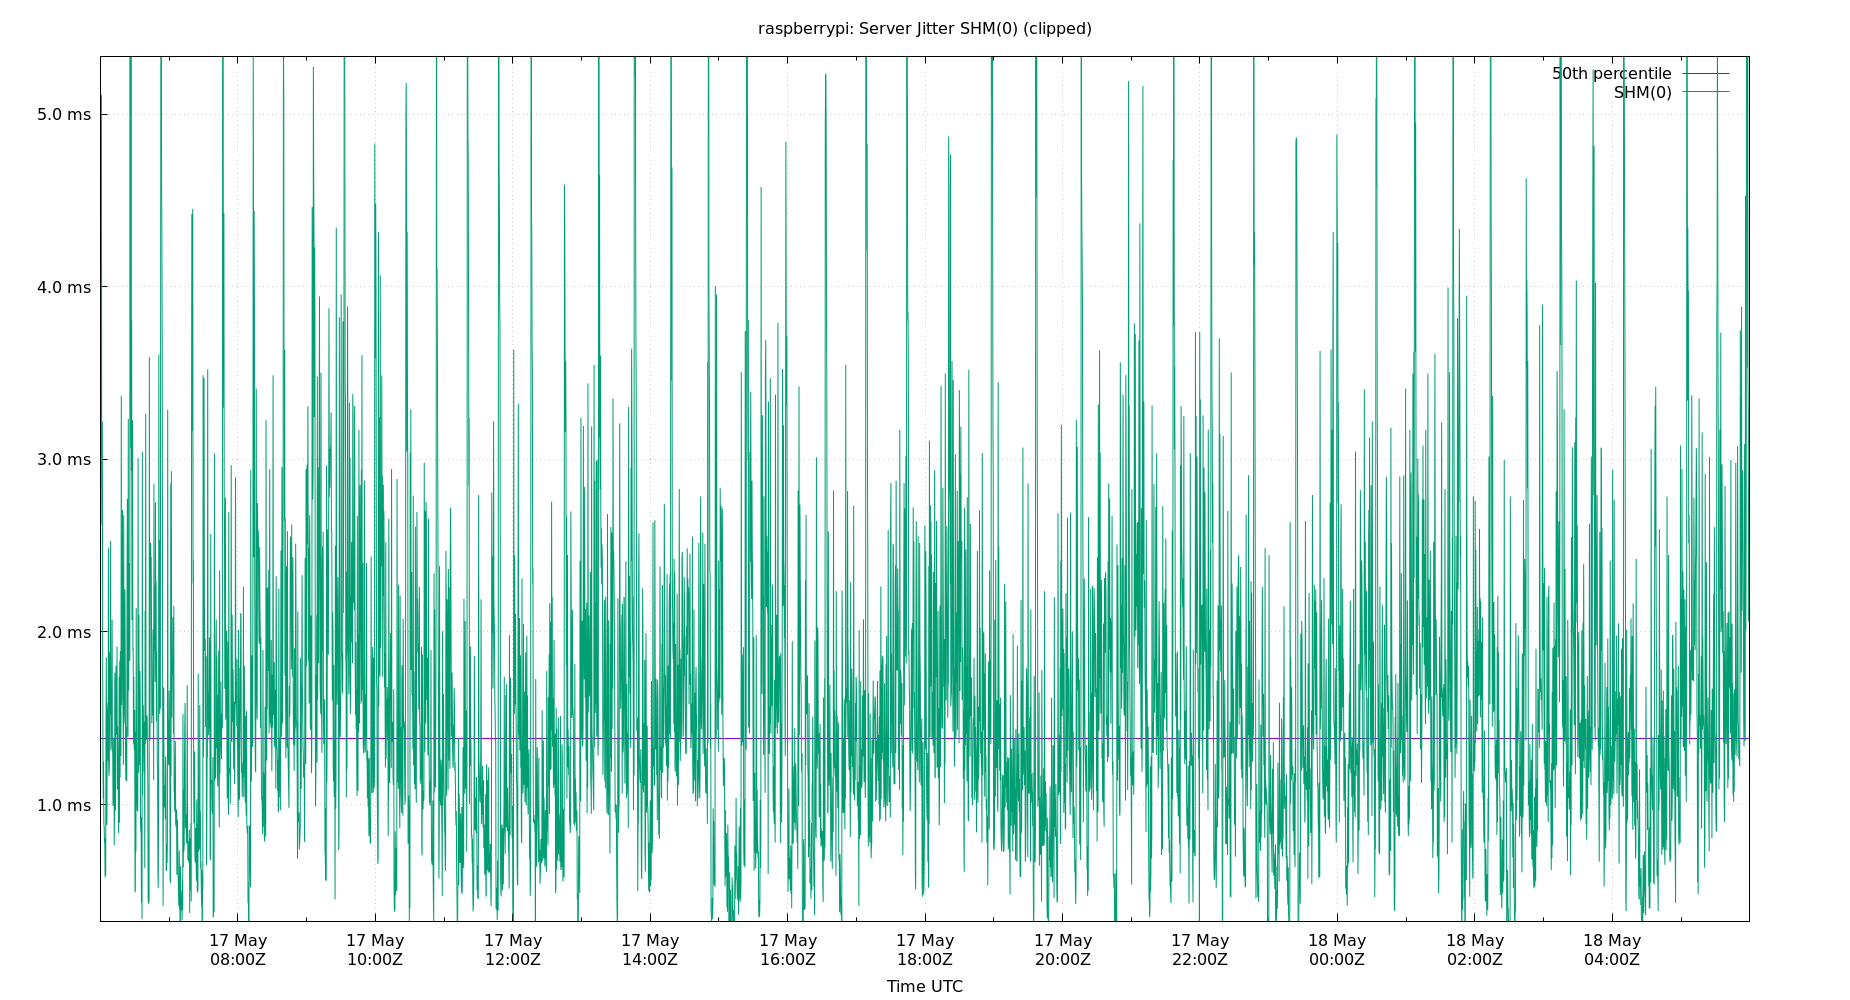 raspberrypi: Server Jitter SHM(0) (clipped)
50th percentile
SHM(0)
5.0 ms
4.0 ms
3.0 ms
2.0 ms
1.0 ms
17 May 17 May 17 May 17 May 17 May 17 May 17 May 17 May 18 May 18 May 18 May
08:00Z 10:00Z 12:00Z 14:00Z 16:00Z 18:00Z 20:00Z 22:00Z 00:00Z 02:00Z 04:00Z
Time UTC